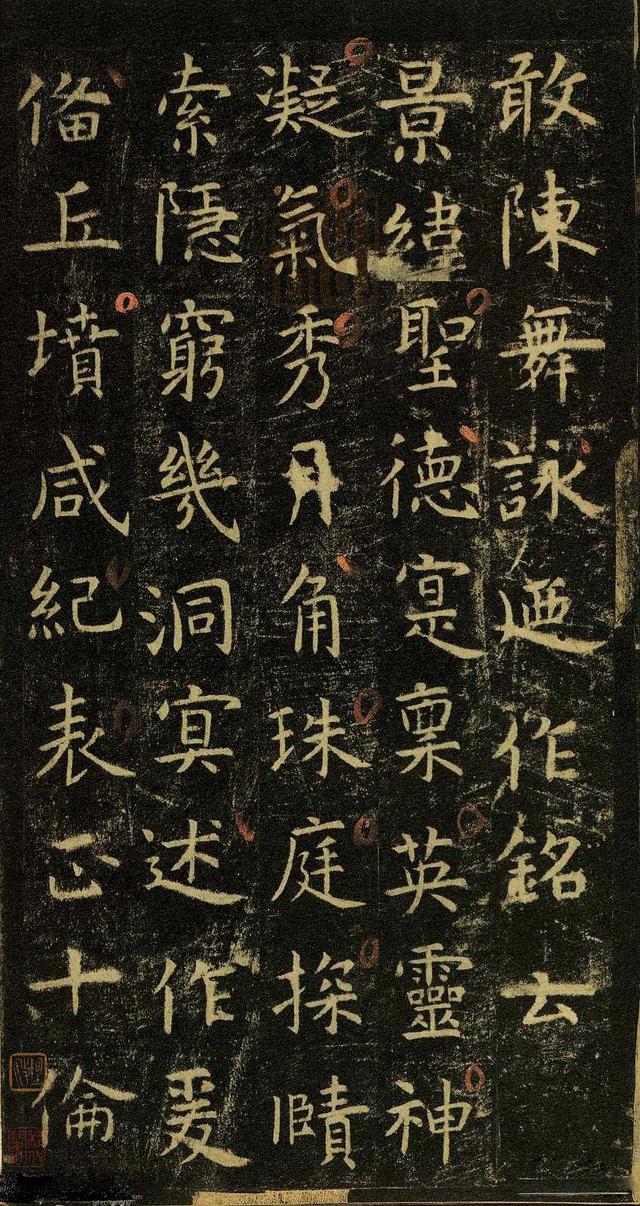 敢陳舞詠迺作銘云
景緯聖德寔稟英靈神
凝氣秀月角珠庭探賾
索隱窮幾洞冥述作爰
備丘墳咸紀表正十倫